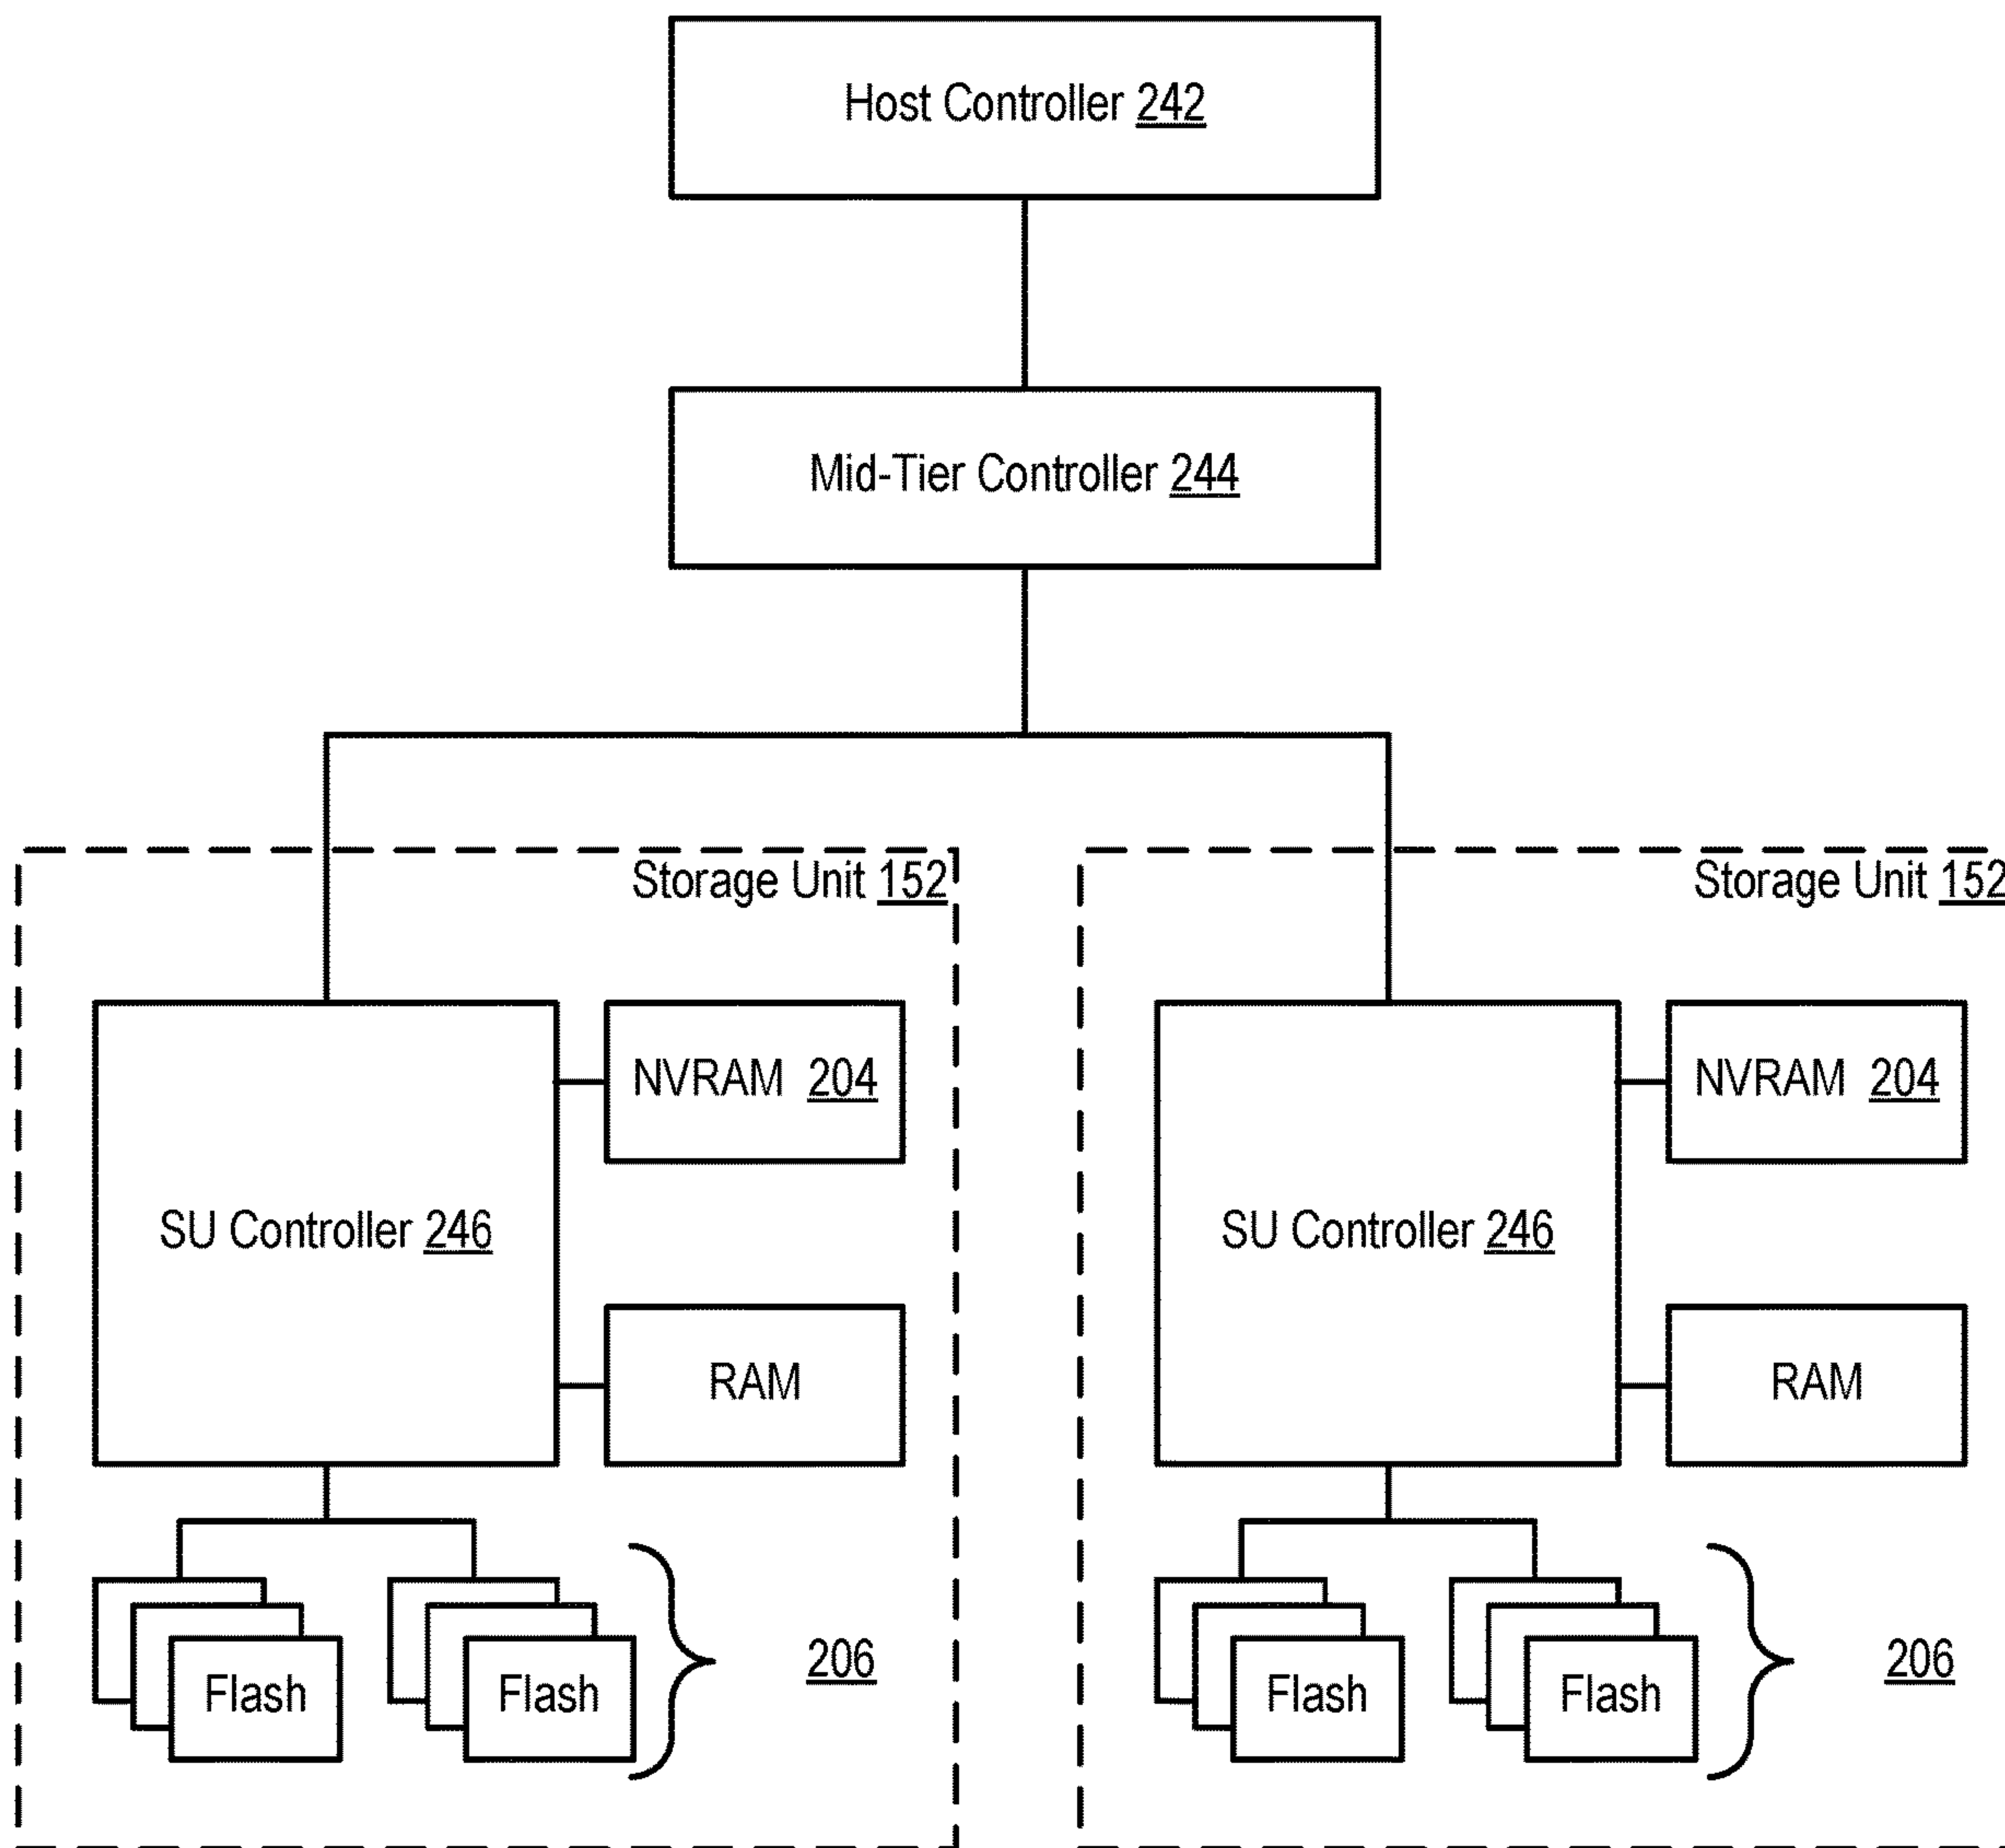 Host Controller 242
Mid-Tier Controller 244
Storage Unit 152
Storage Unit 152
NVRAM 204
NVRAM 204
SU Controller 246
SU Controller 246
RAM
RAM
206
206
Flash
Flash
Flash
Flash